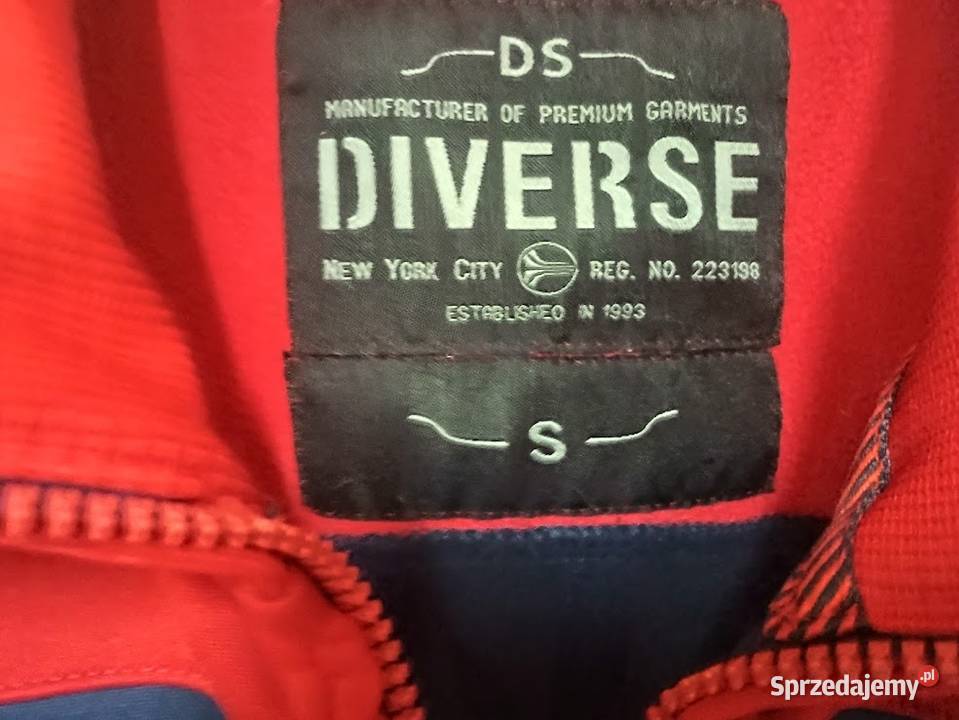 DS
MANUFACTURER OF PREMIUM GARMENTS
DIVERSE
NEW YORK CITY REG. NO. 223198
ESTABLISHED IN 1993
S
Sprzedajemy.pl